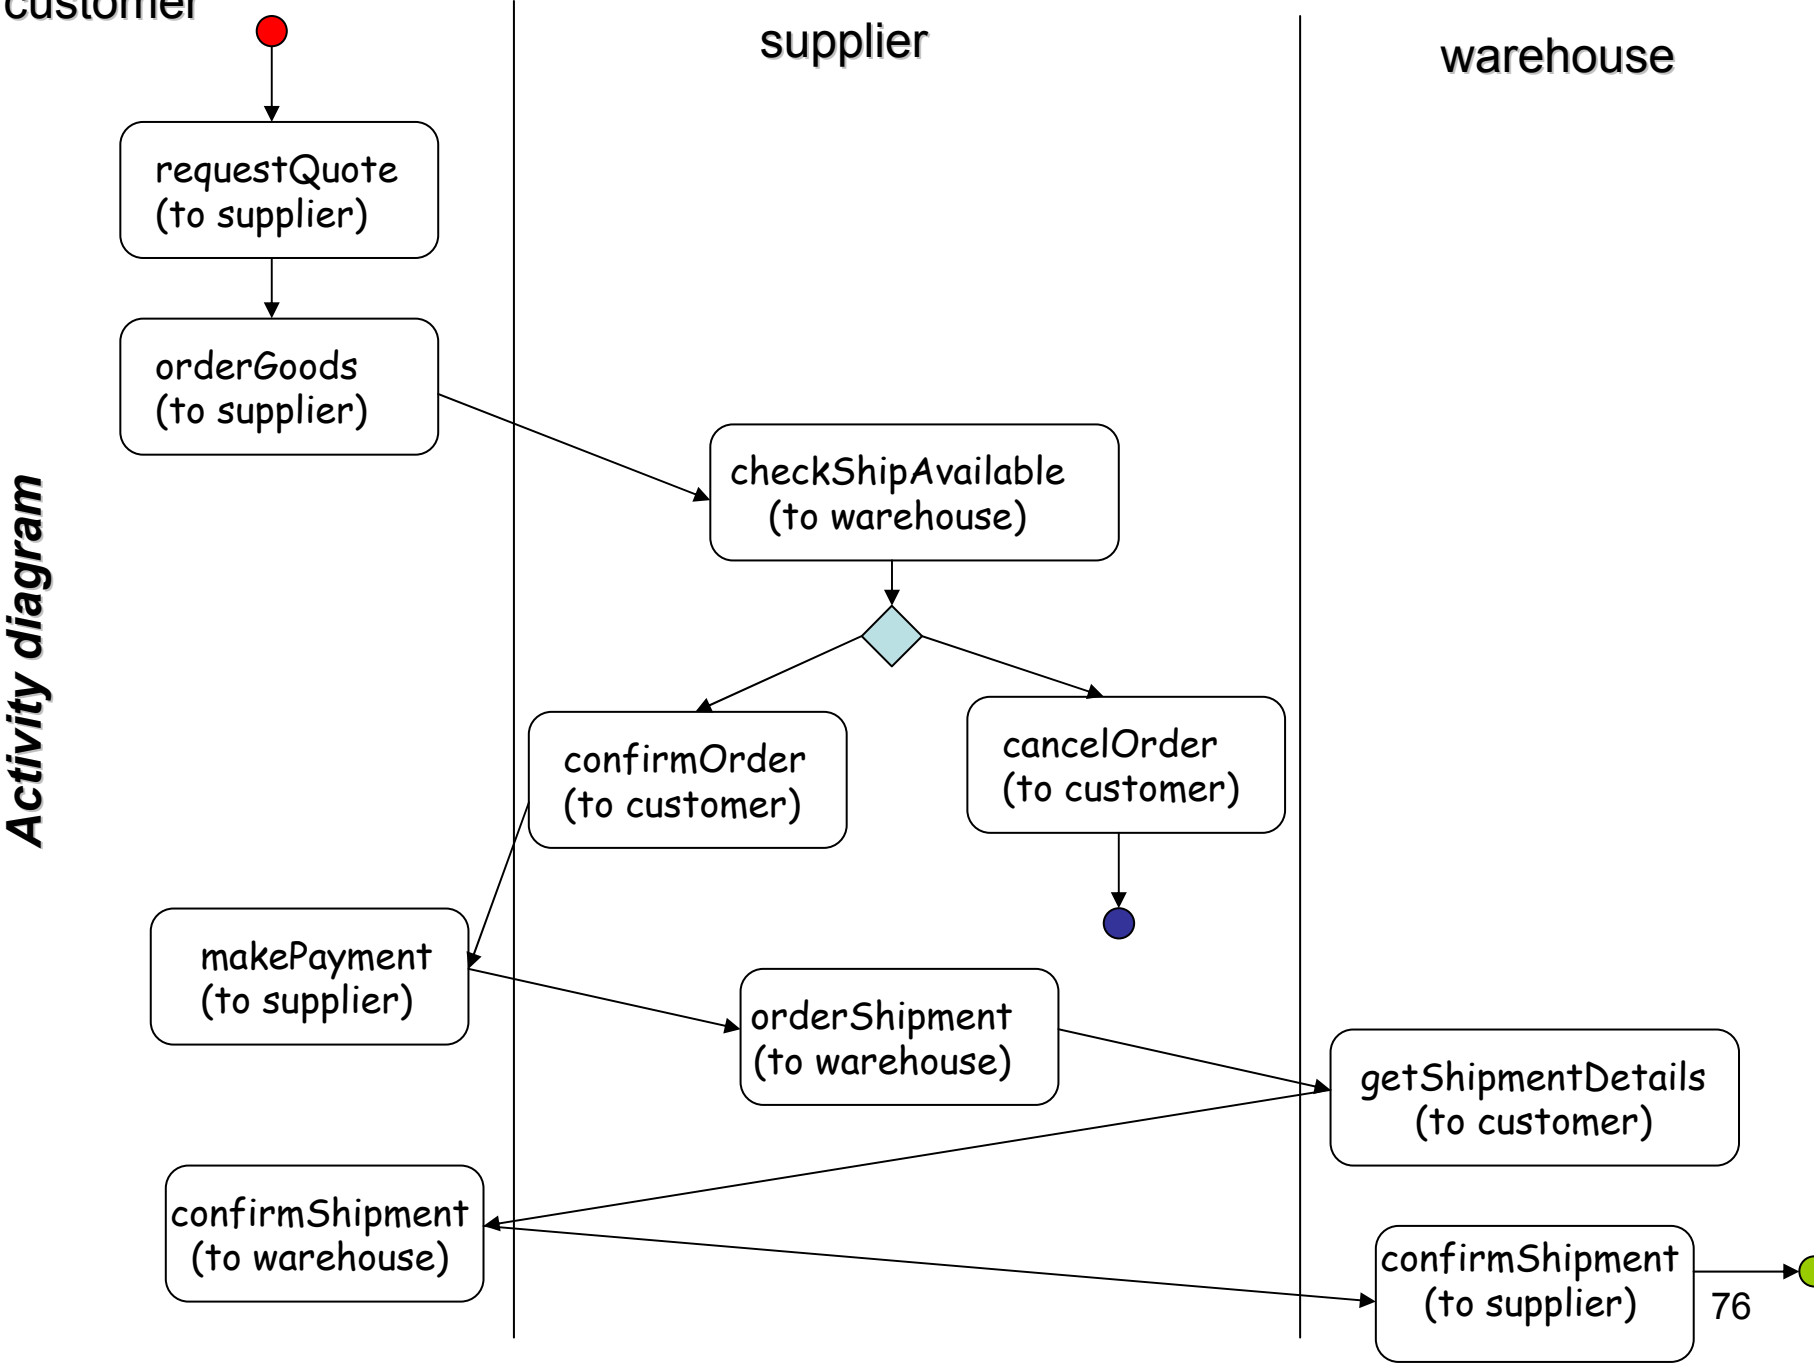 customer
supplier
warehouse
requestQuote
(to supplier)
orderGoods
(to supplier)
checkShipAvailable
(to warehouse)
Activity diagram
confirmOrder
(to customer)
cancelOrder
(to customer)
makePayment
(to supplier)
orderShipment
(to warehouse)
getShipmentDetails
(to customer)
confirmShipment
(to warehouse)
confirmShipment
(to supplier)
76